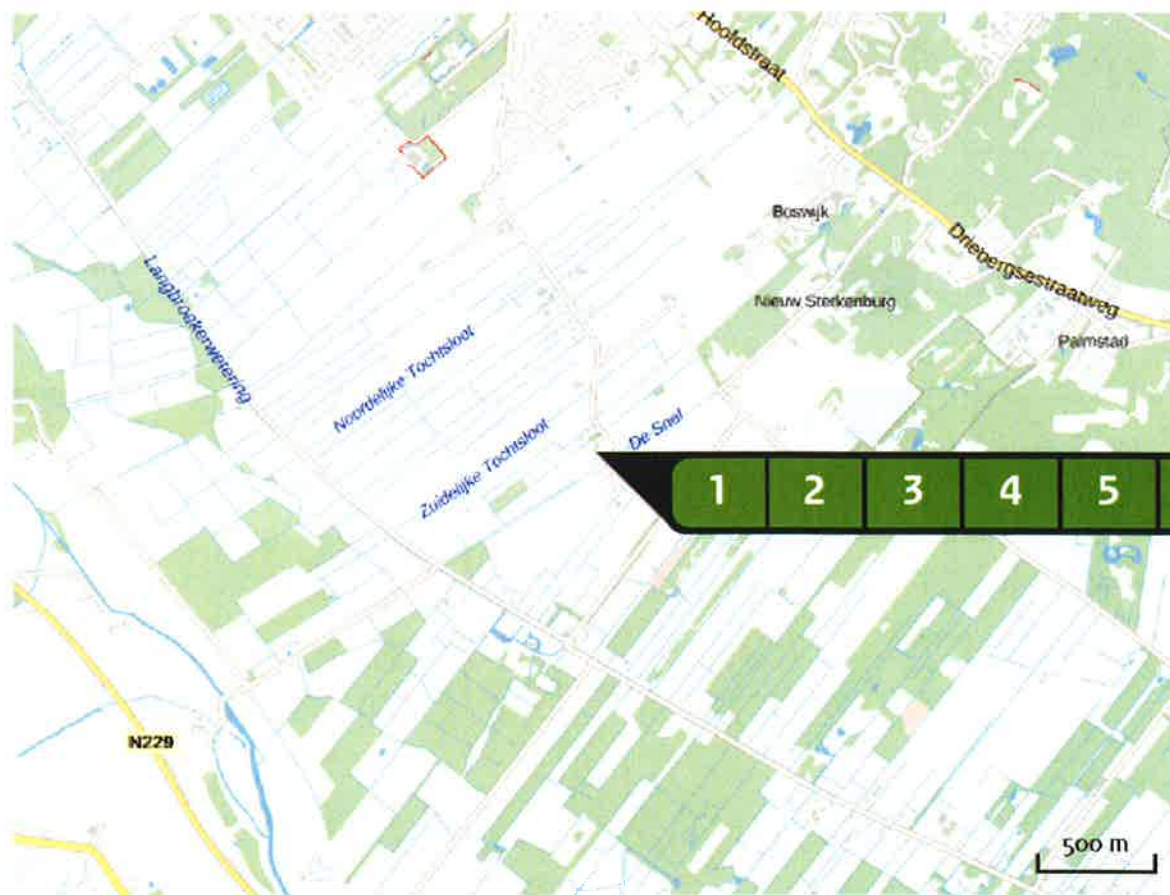 Hoofdstraat
Boswijk
Driebergsestraatweg
Langbroekerwetering
Nieuw Sterkenburg
Palmstad
Noordelijke Tochtsloot
Zuidelijke Tochtsloot
De Snel
1 2 3 4 5
N229
500 m